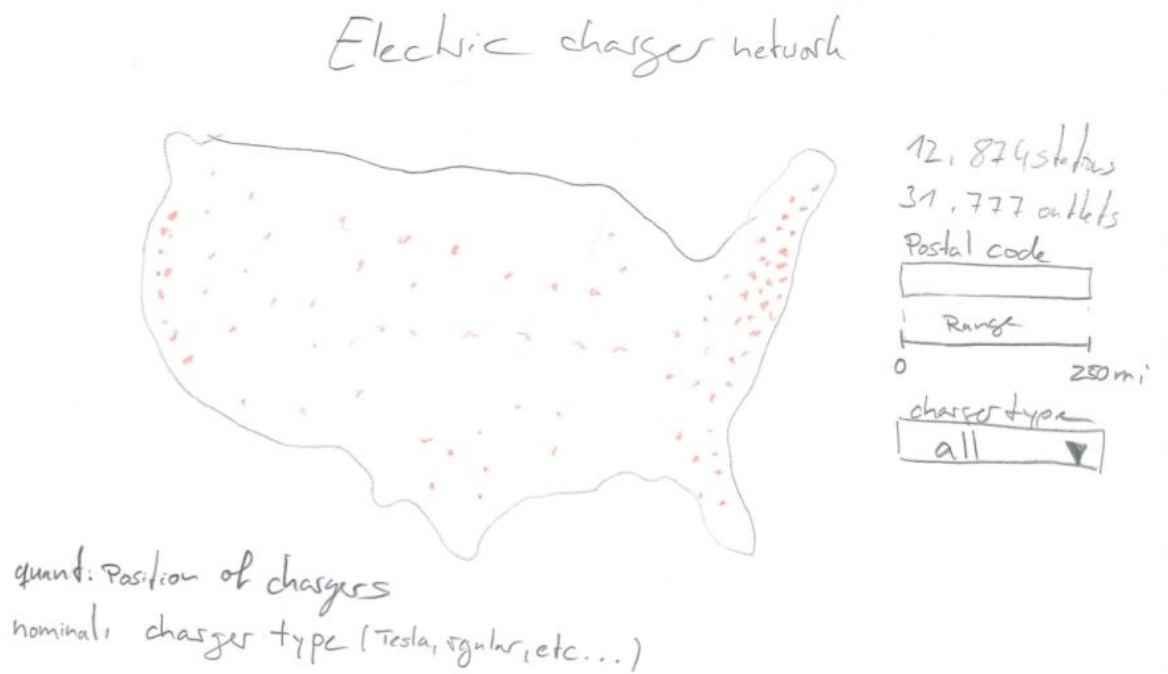 Electric charger network
12,874 stations
31,777 outlets
Postal code
Range
0 250 mi
charger type
all
quant: Position of chargers
nominal: charger type (Tesla, rgular, etc...)